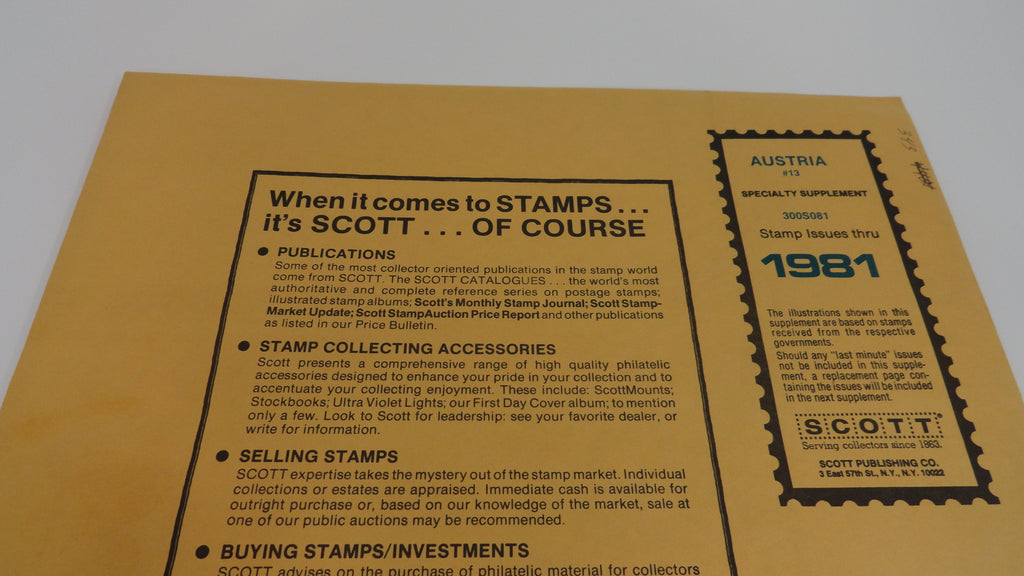 When it comes to STAMPS...
it's SCOTT ... OF COURSE
● PUBLICATIONS
Some of the most collector oriented publications in the stamp world
come from SCOTT. The SCOTT CATALOGUES ... the world's most
authoritative and complete reference series on postage stamps;
illustrated stamp albums; Scott's Monthly Stamp Journal; Scott Stamp-
Market Update; Scott StampAuction Price Report and other publications
as listed in our Price Bulletin.
● STAMP COLLECTING ACCESSORIES
Scott presents a comprehensive range of high quality philatelic
accessories designed to enhance your pride in your collection and to
accentuate your collecting enjoyment. These include: ScottMounts;
Stockbooks; Ultra Violet Lights; our First Day Cover album; to mention
only a few. Look to Scott for leadership: see your favorite dealer, or
write for information.
● SELLING STAMPS
SCOTT expertise takes the mystery out of the stamp market. Individual
collections or estates are appraised. Immediate cash is available for
outright purchase or, based on our knowledge of the market, sale at
one of our public auctions may be recommended.
● BUYING STAMPS/INVESTMENTS
SCOTT advises on the purchase of philatelic material for collectors
AUSTRIA
#13
SPECIALTY SUPPLEMENT
300S081
Stamp Issues thru
1981
The illustrations shown in this
supplement are based on stamps
received from the respective
governments.
Should any "last minute" issues
not be included in this supple-
ment, a replacement page con-
taining the issues will be included
in the next supplement.
SCOTT
Serving collectors since 1863.
SCOTT PUBLISHING CO.
3 East 57th St., N.Y., N.Y. 10022